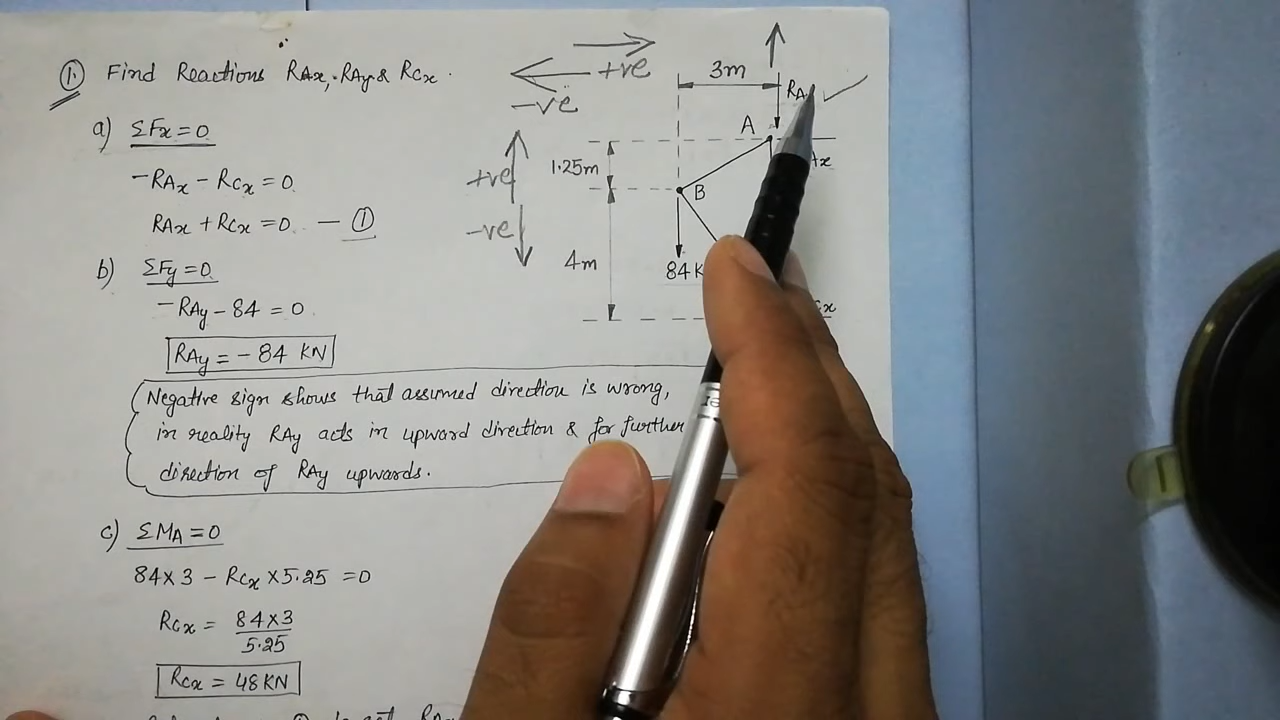 ① Find Reactions RAx, RAy & RCx.
a) ΣFx=0
-RAx - RCx = 0
RAx + RCx = 0 — ①
b) ΣFy=0
-RAy - 84 = 0
RAy = - 84 KN
Negative sign shows that assumed direction is wrong,
in reality RAy acts in upward direction & for further
direction of RAy upwards.
c) ΣMA=0
84×3 - RCx×5.25 = 0
RCx = 84×3
5.25
RCx = 48 KN
+ve
-ve
+ve
-ve
3m
RA
A
Ax
1.25m
B
4m
84 K
Cx